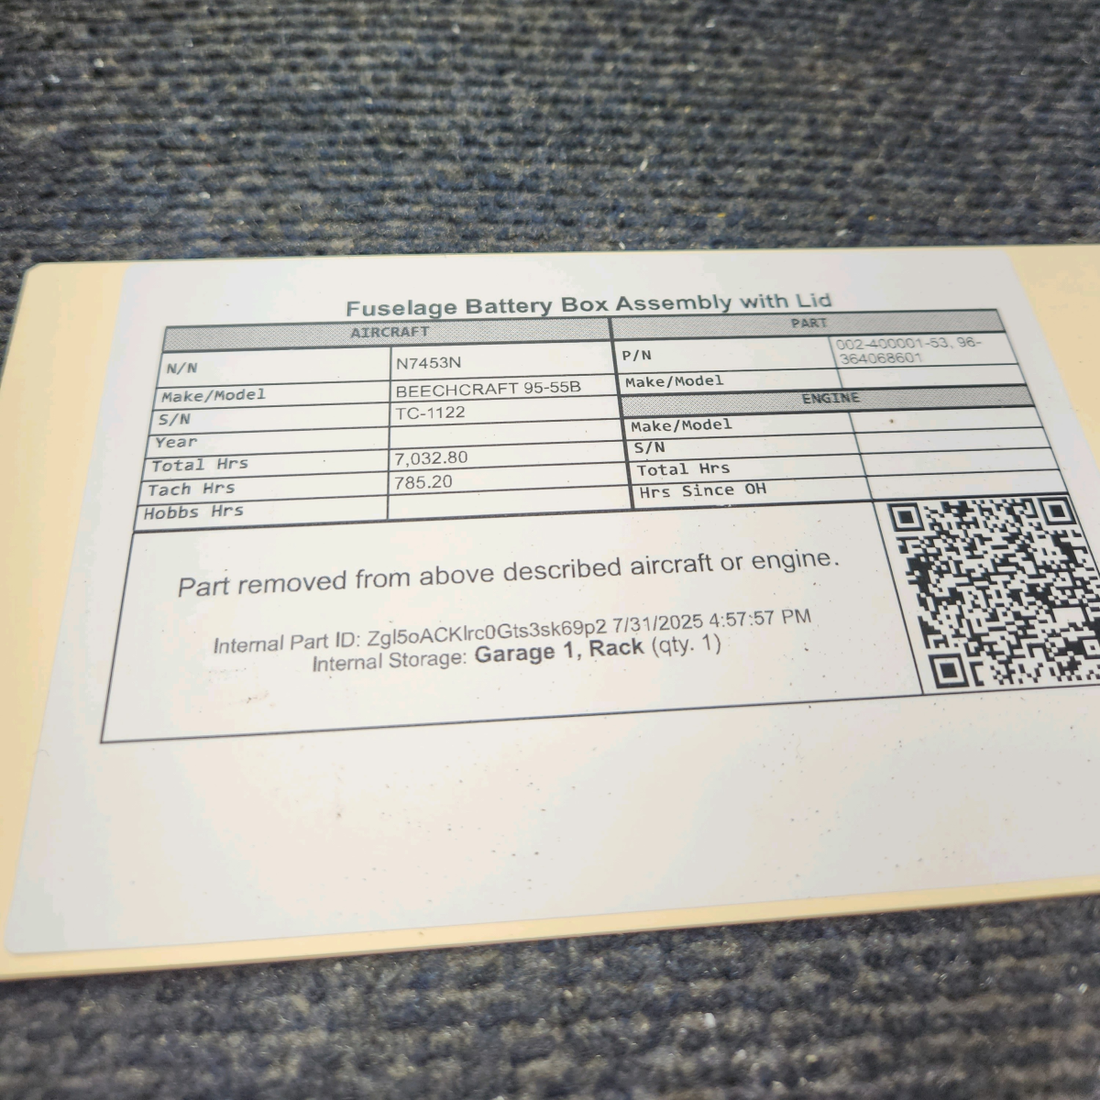 Fuselage Battery Box Assembly with Lid
AIRCRAFT
N/N N7453N
Make/Model BEECHCRAFT 95-55B
S/N TC-1122
Year
Total Hrs 7,032.80
Tach Hrs 785.20
Hobbs Hrs
PART
P/N 002-400001-53, 96-
364068601
Make/Model
ENGINE
Make/Model
S/N
Total Hrs
Hrs Since OH
Part removed from above described aircraft or engine.
Internal Part ID: Zgl5oACKlrc0Gts3sk69p2 7/31/2025 4:57:57 PM
Internal Storage: Garage 1, Rack (qty. 1)